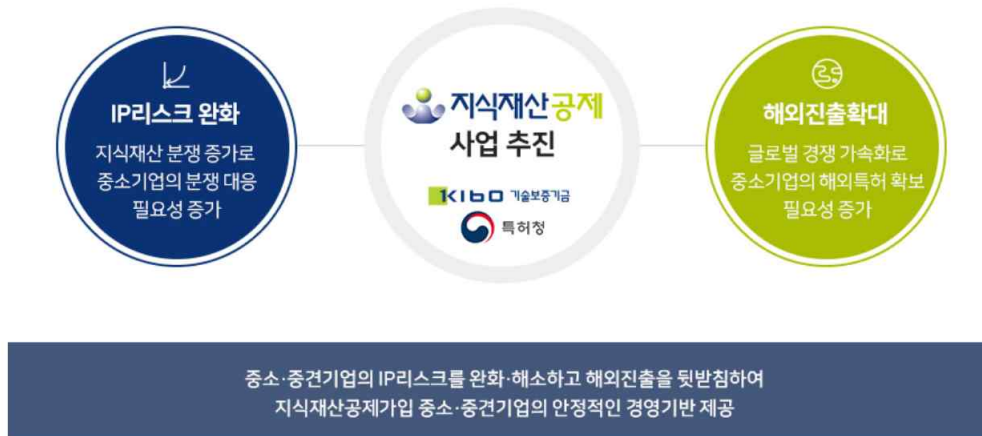 IP리스크 완화
지식재산 분쟁 증가로
중소기업의 분쟁 대응
필요성 증가
지식재산공제
사업 추진
KIBO 기술보증기금
특허청
해외진출확대
글로벌 경쟁 가속화로
중소기업의 해외특허 확보
필요성 증가
중소·중견기업의 IP리스크를 완화·해소하고 해외진출을 뒷받침하여
지식재산공제가입 중소·중견기업의 안정적인 경영기반 제공